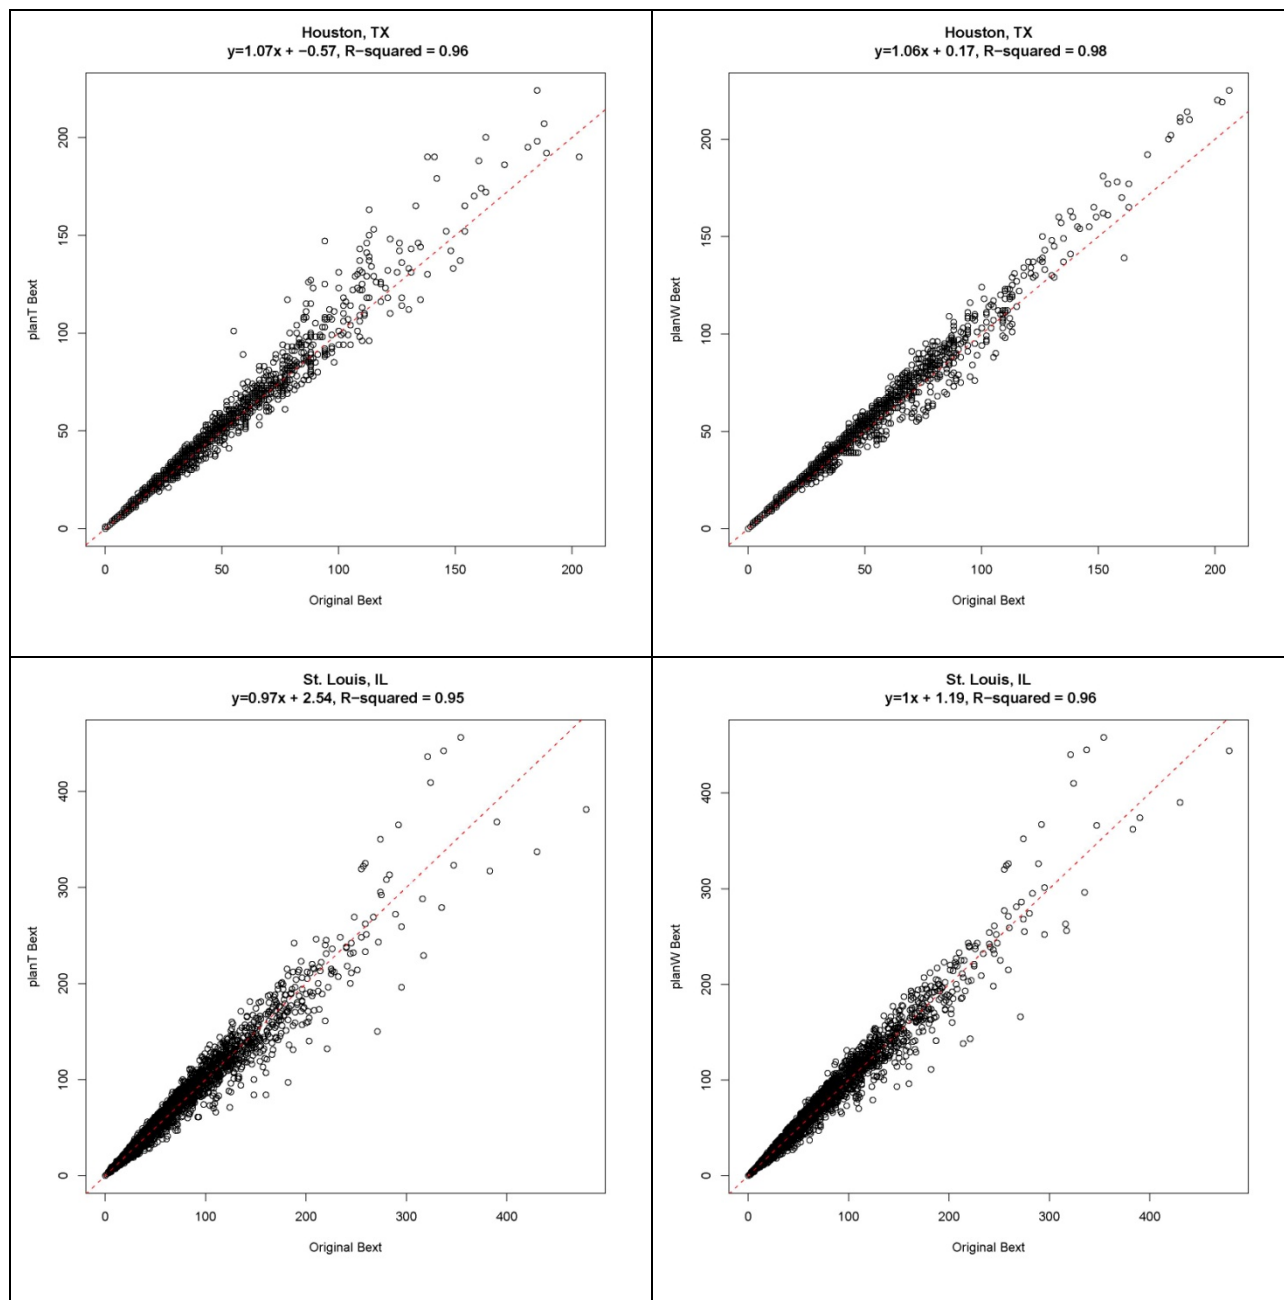 Houston, TX
y=1.07x + −0.57, R−squared = 0.96
planT Bext
200
150
100
50
0
0 50 100 150 200
Original Bext
Houston, TX
y=1.06x + 0.17, R−squared = 0.98
planW Bext
200
150
100
50
0
0 50 100 150 200
Original Bext
St. Louis, IL
y=0.97x + 2.54, R−squared = 0.95
planT Bext
400
300
200
100
0
0 100 200 300 400
Original Bext
St. Louis, IL
y=1x + 1.19, R−squared = 0.96
planW Bext
400
300
200
100
0
0 100 200 300 400
Original Bext